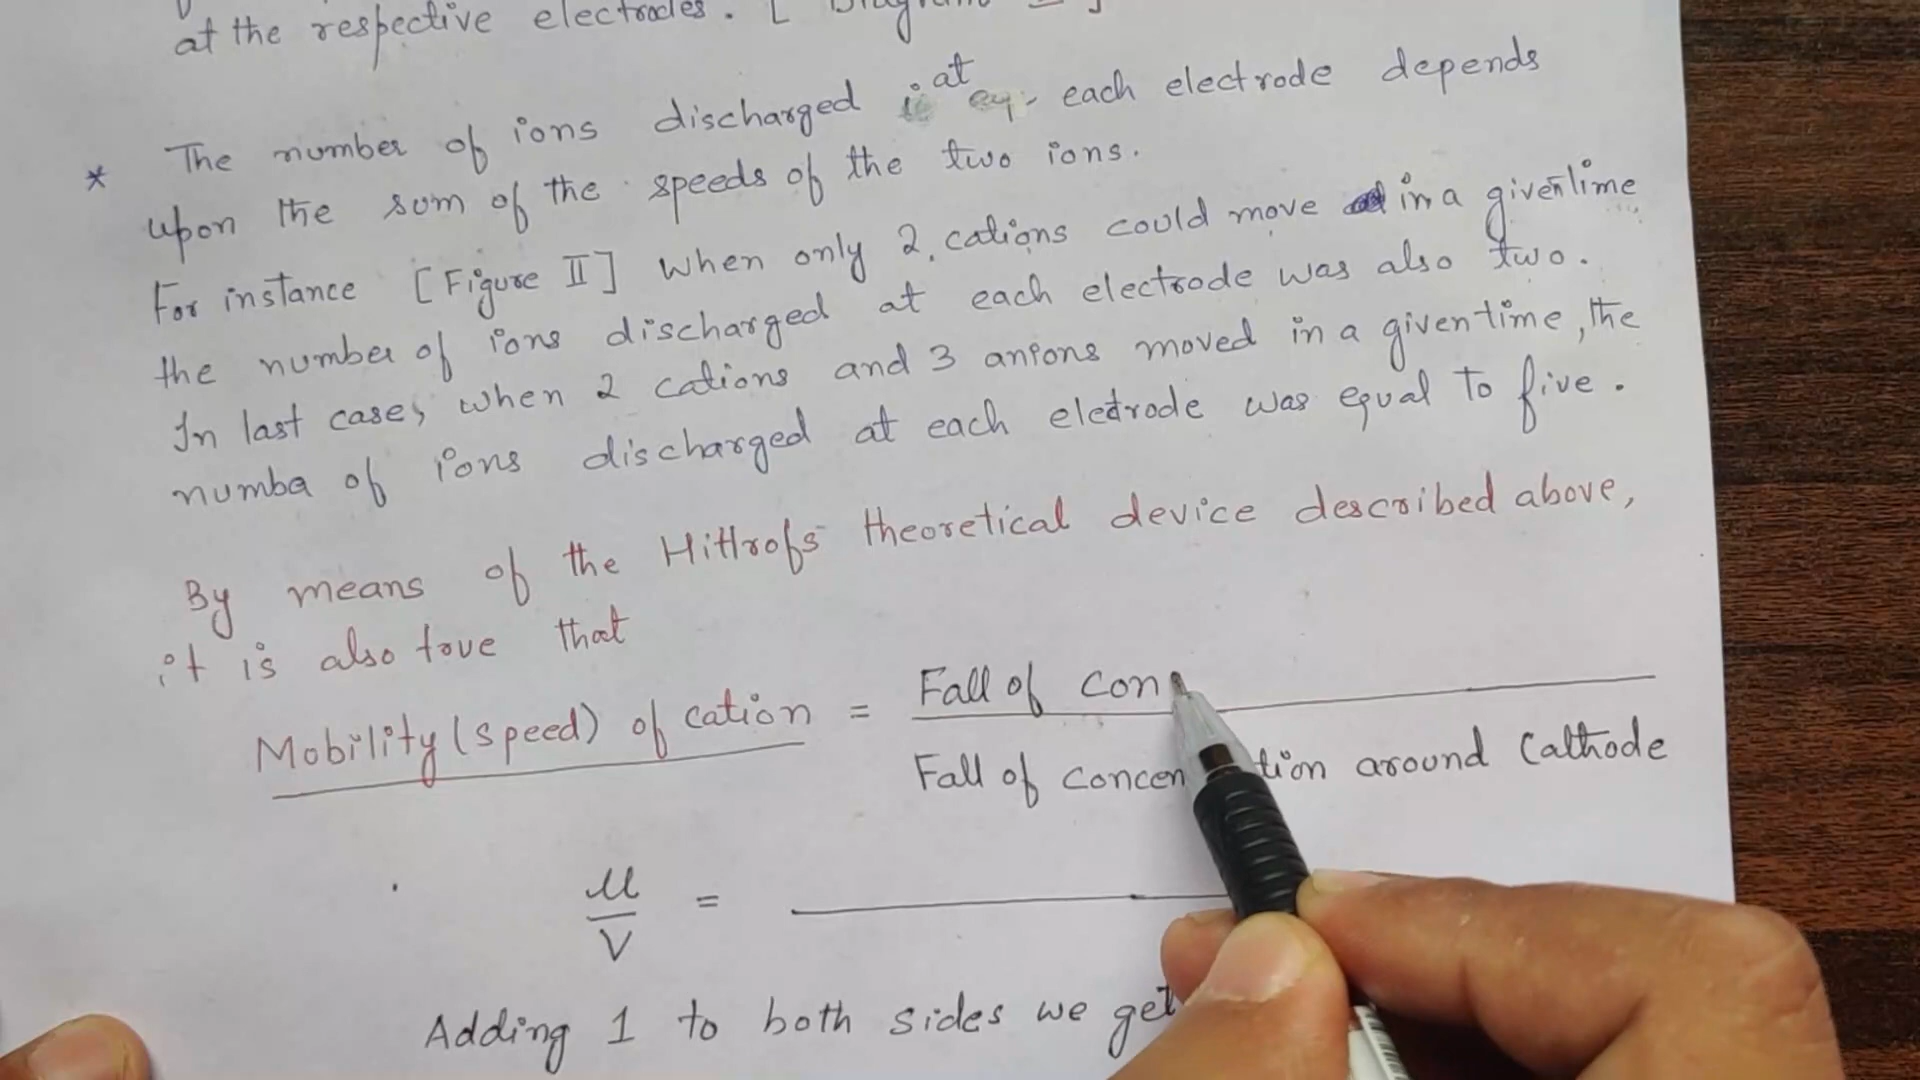 at the respective electrodes. [
* The number of ions discharged at each electrode depends
upon the sum of the speeds of the two ions.
For instance [Figure II] when only 2 cations could move in a given time
the number of ions discharged at each electrode was also two.
In last case, when 2 cations and 3 anions moved in a given time, the
numba of ions discharged at each electrode was equal to five.
By means of the Hittrofs theoretical device described above,
it is also true that
Mobility (speed) of cation = Fall of Con
Fall of concen tion around Cathode
u =
V
Adding 1 to both sides we get